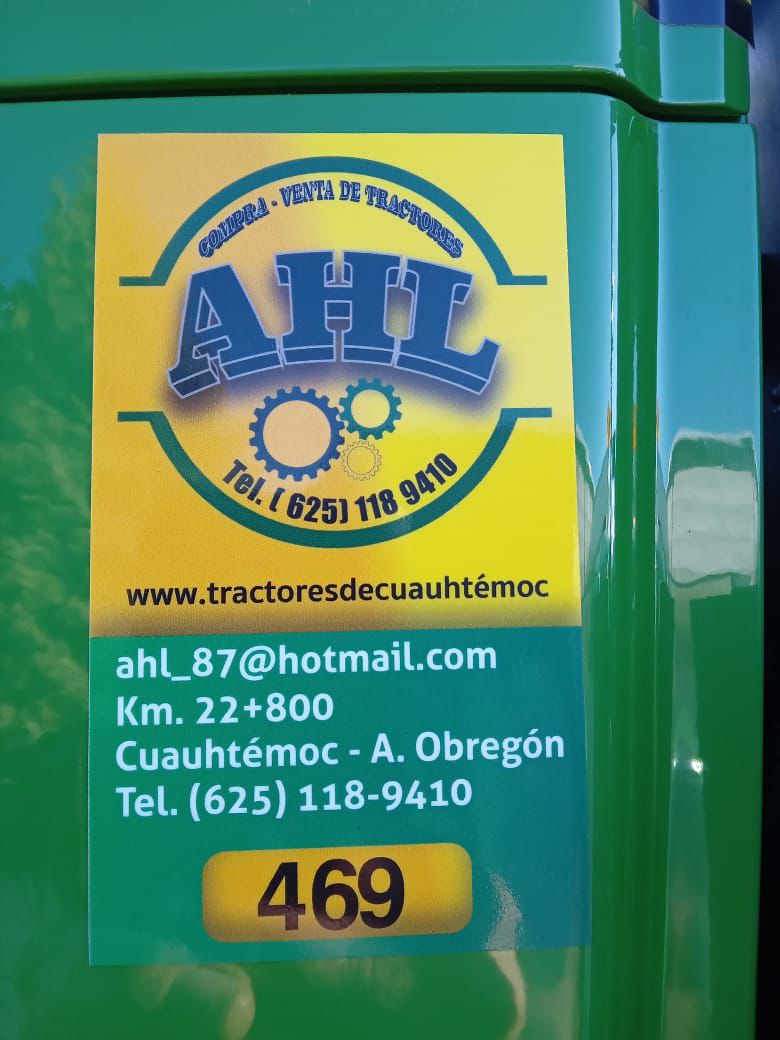 COMPRA - VENTA DE TRACTORES
AHL
Tel. ( 625) 118 9410
www.tractoresdecuauhtémoc
ahl_87@hotmail.com
Km. 22+800
Cuauhtémoc - A. Obregón
Tel. (625) 118-9410
469